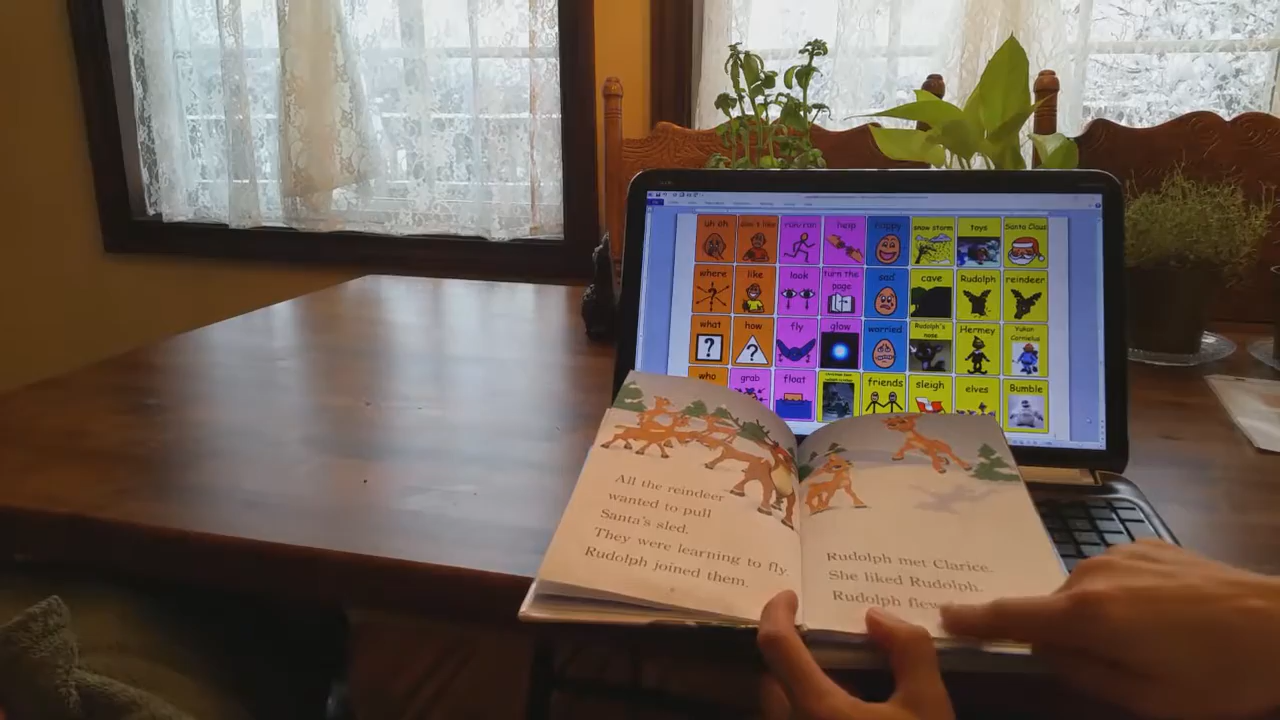 uh oh don't like run/ran help happy snow storm toys Santa Claus
where like look turn the page sad cave Rudolph reindeer
what how fly glow worried Rudolph's nose Hermey Yukon Cornelius
who grab float friends sleigh elves Bumble
All the reindeer
wanted to pull
Santa's sled.
They were learning to fly.
Rudolph joined them.
Rudolph met Clarice.
She liked Rudolph.
Rudolph flew